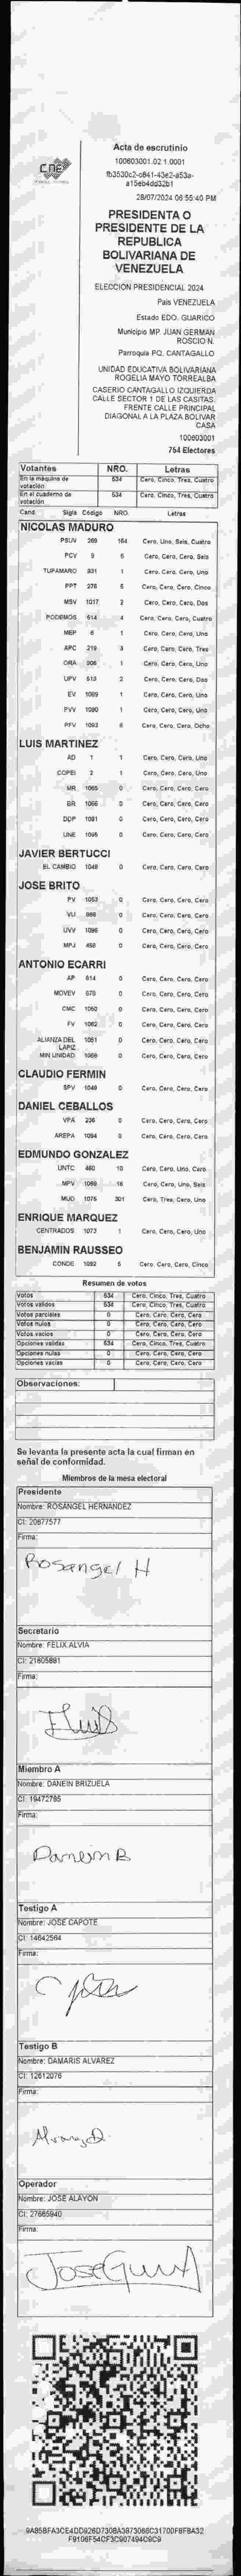 CNE
Acta de escrutinio
100603001.02.1.0001
fb3530c2-c641-43e2-a53a-
a15eb4dd32b1
28/07/2024 06:55:40 PM
PRESIDENTA O
PRESIDENTE DE LA
REPUBLICA
BOLIVARIANA DE
VENEZUELA
ELECCION PRESIDENCIAL 2024
País VENEZUELA
Estado EDO. GUARICO
Municipio MP. JUAN GERMAN
ROSCIO N.
Parroquia PQ. CANTAGALLO
UNIDAD EDUCATIVA BOLIVARIANA
ROGELIA MAYO TORREALBA
CASERIO CANTAGALLO IZQUIERDA
CALLE SECTOR 1 DE LAS CASITAS.
FRENTE CALLE PRINCIPAL
DIAGONAL A LA PLAZA BOLIVAR
CASA
100603001
754 Electores
Votantes NRO. Letras
En la máquina de votación 534 Cero, Cinco, Tres, Cuatro
En el cuaderno de votación 534 Cero, Cinco, Tres, Cuatro
Cand. Sigla Código NRO. Letras
NICOLAS MADURO
PSUV 269 164 Cero, Uno, Seis, Cuatro
PCV 9 6 Cero, Cero, Cero, Seis
TUPAMARO 931 1 Cero, Cero, Cero, Uno
PPT 276 5 Cero, Cero, Cero, Cinco
MSV 1017 2 Cero, Cero, Cero, Dos
PODEMOS 514 4 Cero, Cero, Cero, Cuatro
MEP 6 1 Cero, Cero, Cero, Uno
APC 219 3 Cero, Cero, Cero, Tres
ORA 306 1 Cero, Cero, Cero, Uno
UPV 513 2 Cero, Cero, Cero, Dos
EV 1089 1 Cero, Cero, Cero, Uno
PVV 1090 1 Cero, Cero, Cero, Uno
PFV 1093 8 Cero, Cero, Cero, Ocho
LUIS MARTINEZ
AD 1 1 Cero, Cero, Cero, Uno
COPEI 2 1 Cero, Cero, Cero, Uno
MR 1065 0 Cero, Cero, Cero, Cero
BR 1066 0 Cero, Cero, Cero, Cero
DDP 1081 0 Cero, Cero, Cero, Cero
UNE 1095 0 Cero, Cero, Cero, Cero
JAVIER BERTUCCI
EL CAMBIO 1048 0 Cero, Cero, Cero, Cero
JOSE BRITO
PV 1053 0 Cero, Cero, Cero, Cero
VU 868 0 Cero, Cero, Cero, Cero
UVV 1096 0 Cero, Cero, Cero, Cero
MPJ 458 0 Cero, Cero, Cero, Cero
ANTONIO ECARRI
AP 814 0 Cero, Cero, Cero, Cero
MOVEV 678 0 Cero, Cero, Cero, Cero
CMC 1050 0 Cero, Cero, Cero, Cero
FV 1062 0 Cero, Cero, Cero, Cero
ALIANZA DEL LAPIZ 1051 0 Cero, Cero, Cero, Cero
MIN UNIDAD 1068 0 Cero, Cero, Cero, Cero
CLAUDIO FERMIN
SPV 1049 0 Cero, Cero, Cero, Cero
DANIEL CEBALLOS
VPA 236 0 Cero, Cero, Cero, Cero
AREPA 1094 0 Cero, Cero, Cero, Cero
EDMUNDO GONZALEZ
UNTC 460 10 Cero, Cero, Uno, Cero
MPV 1069 16 Cero, Cero, Uno, Seis
MUD 1076 301 Cero, Tres, Cero, Uno
ENRIQUE MARQUEZ
CENTRADOS 1073 1 Cero, Cero, Cero, Uno
BENJAMIN RAUSSEO
CONDE 1092 5 Cero, Cero, Cero, Cinco
Resumen de votos
Votos 534 Cero, Cinco, Tres, Cuatro
Votos válidos 534 Cero, Cinco, Tres, Cuatro
Votos parciales 0 Cero, Cero, Cero, Cero
Votos nulos 0 Cero, Cero, Cero, Cero
Votos vacíos 0 Cero, Cero, Cero, Cero
Opciones válidas 534 Cero, Cinco, Tres, Cuatro
Opciones nulas 0 Cero, Cero, Cero, Cero
Opciones vacías 0 Cero, Cero, Cero, Cero
Observaciones:
Se levanta la presente acta la cual firman en
señal de conformidad.
Miembros de la mesa electoral
Presidente
Nombre: ROSANGEL HERNANDEZ
CI: 20877577
Firma:
Rosangel H
Secretario
Nombre: FELIX ALVIA
CI: 21605881
Firma:
Miembro A
Nombre: DANEIN BRIZUELA
CI: 19472785
Firma:
Danein B
Testigo A
Nombre: JOSE CAPOTE
CI: 14642564
Firma:
Testigo B
Nombre: DAMARIS ALVAREZ
CI: 12612076
Firma:
Alvarez D
Operador
Nombre: JOSE ALAYON
CI: 27665940
Firma: